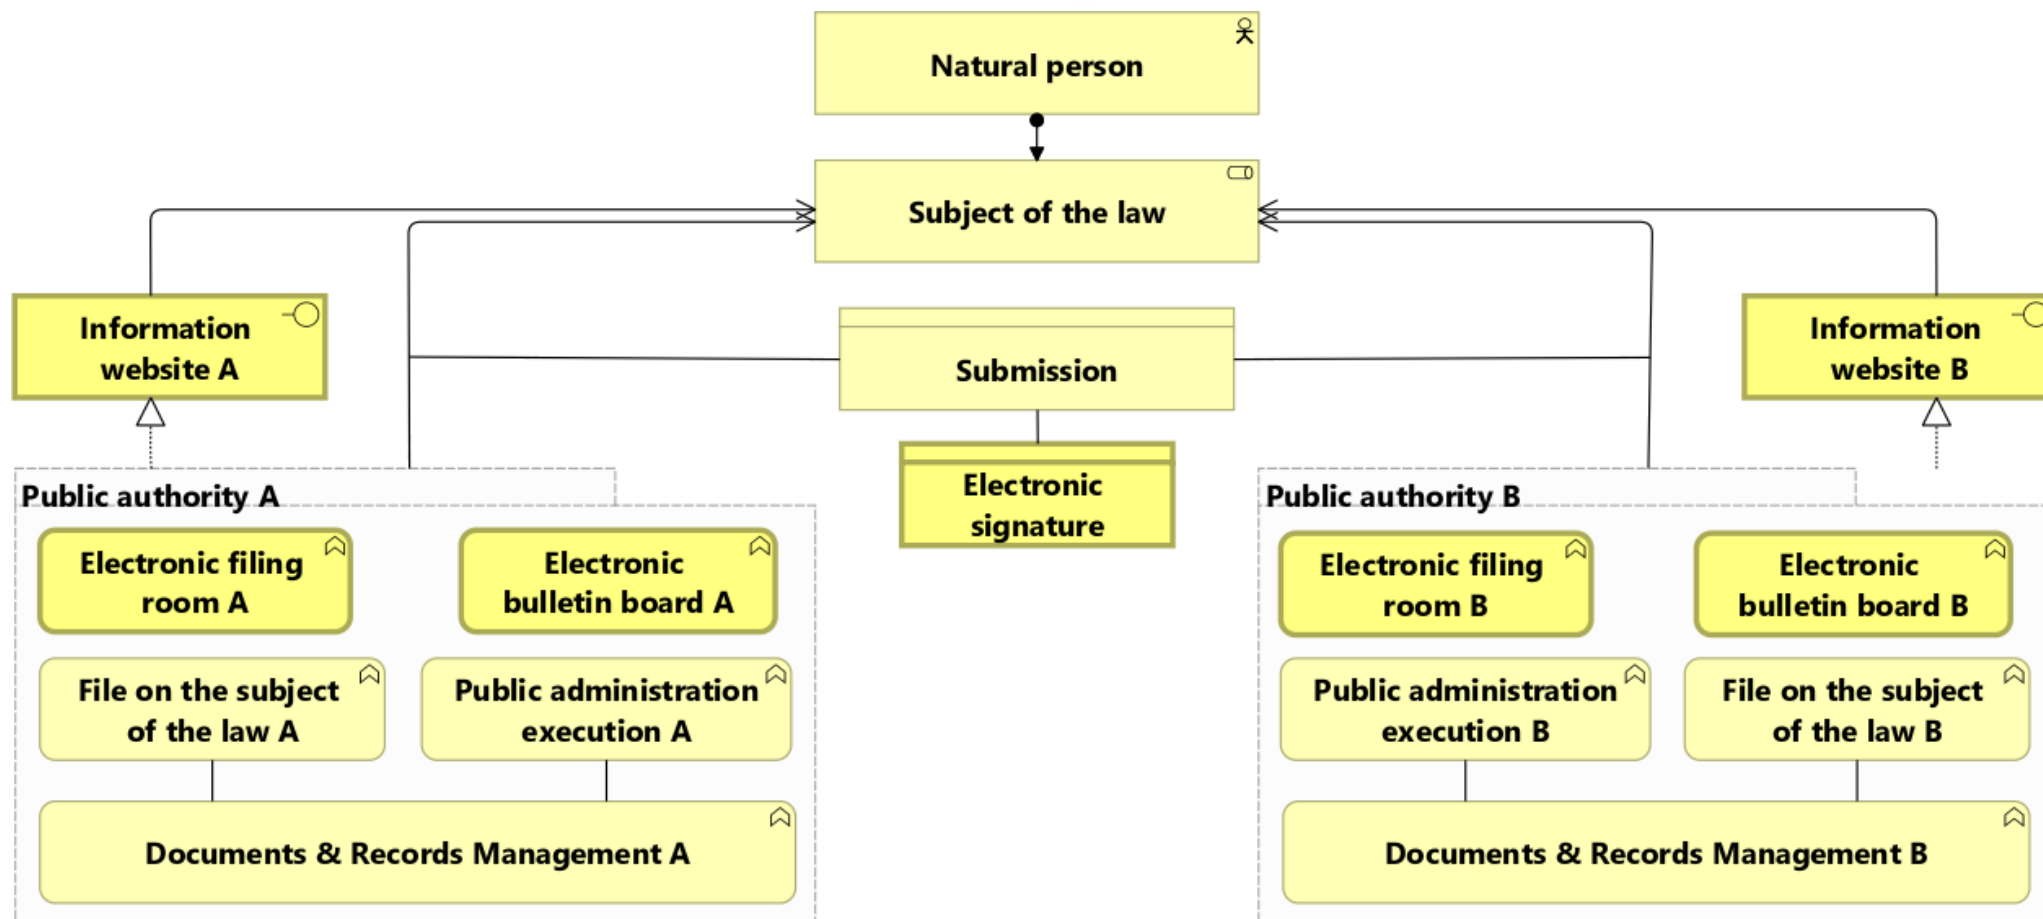 Natural person
Subject of the law
Information
website A
Information
website B
Submission
Electronic
signature
Public authority A
Electronic filing
room A
Electronic
bulletin board A
File on the subject
of the law A
Public administration
execution A
Documents & Records Management A
Public authority B
Electronic filing
room B
Electronic
bulletin board B
Public administration
execution B
File on the subject
of the law B
Documents & Records Management B